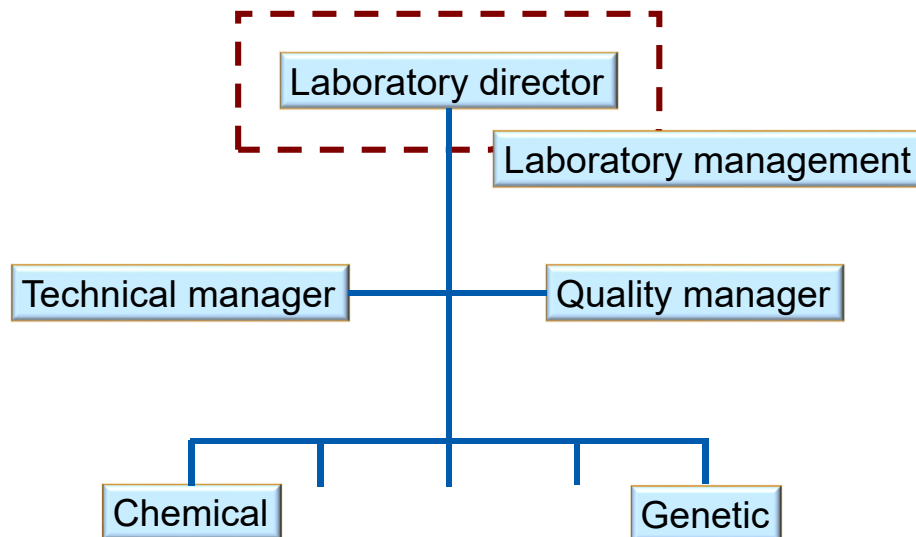 Laboratory director
Laboratory management
Technical manager
Quality manager
Chemical
Genetic